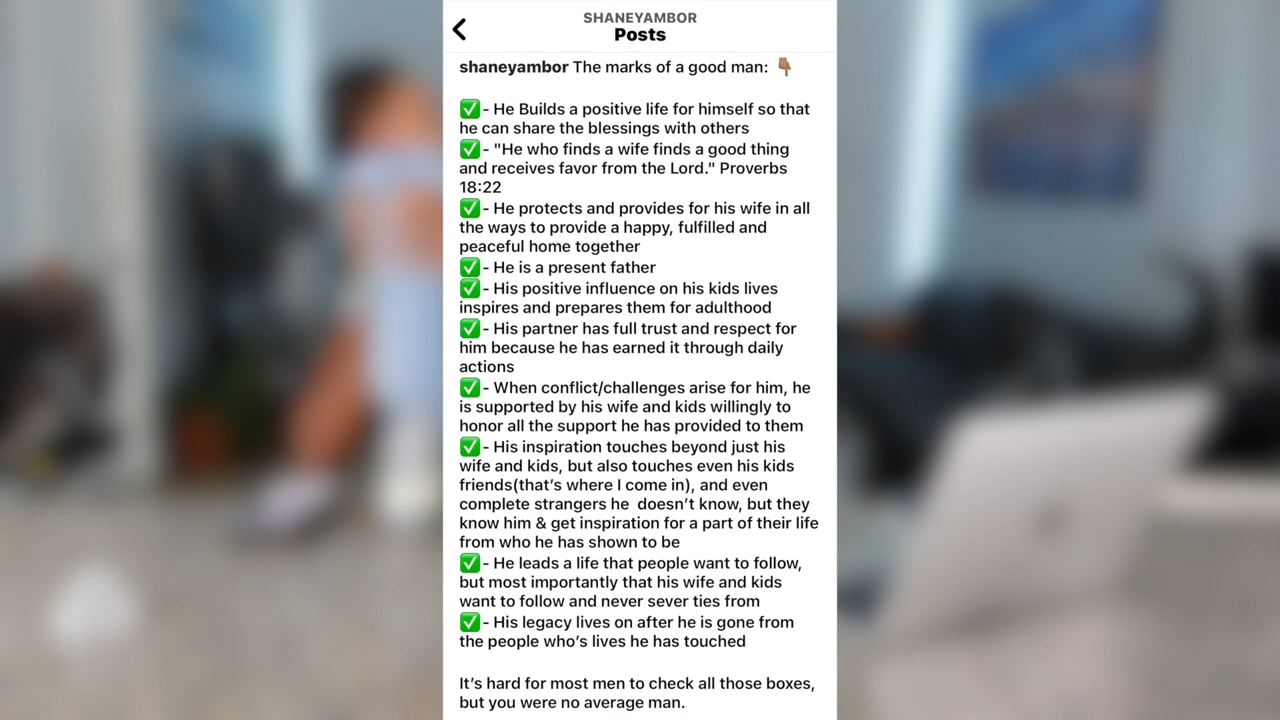 SHANEYAMBOR
Posts
shaneyambor The marks of a good man: 👇🏽
✅- He Builds a positive life for himself so that
he can share the blessings with others
✅- "He who finds a wife finds a good thing
and receives favor from the Lord." Proverbs
18:22
✅- He protects and provides for his wife in all
the ways to provide a happy, fulfilled and
peaceful home together
✅- He is a present father
✅- His positive influence on his kids lives
inspires and prepares them for adulthood
✅- His partner has full trust and respect for
him because he has earned it through daily
actions
✅- When conflict/challenges arise for him, he
is supported by his wife and kids willingly to
honor all the support he has provided to them
✅- His inspiration touches beyond just his
wife and kids, but also touches even his kids
friends(that’s where I come in), and even
complete strangers he  doesn’t know, but they
know him & get inspiration for a part of their life
from who he has shown to be
✅- He leads a life that people want to follow,
but most importantly that his wife and kids
want to follow and never sever ties from
✅- His legacy lives on after he is gone from
the people who’s lives he has touched
It’s hard for most men to check all those boxes,
but you were no average man.